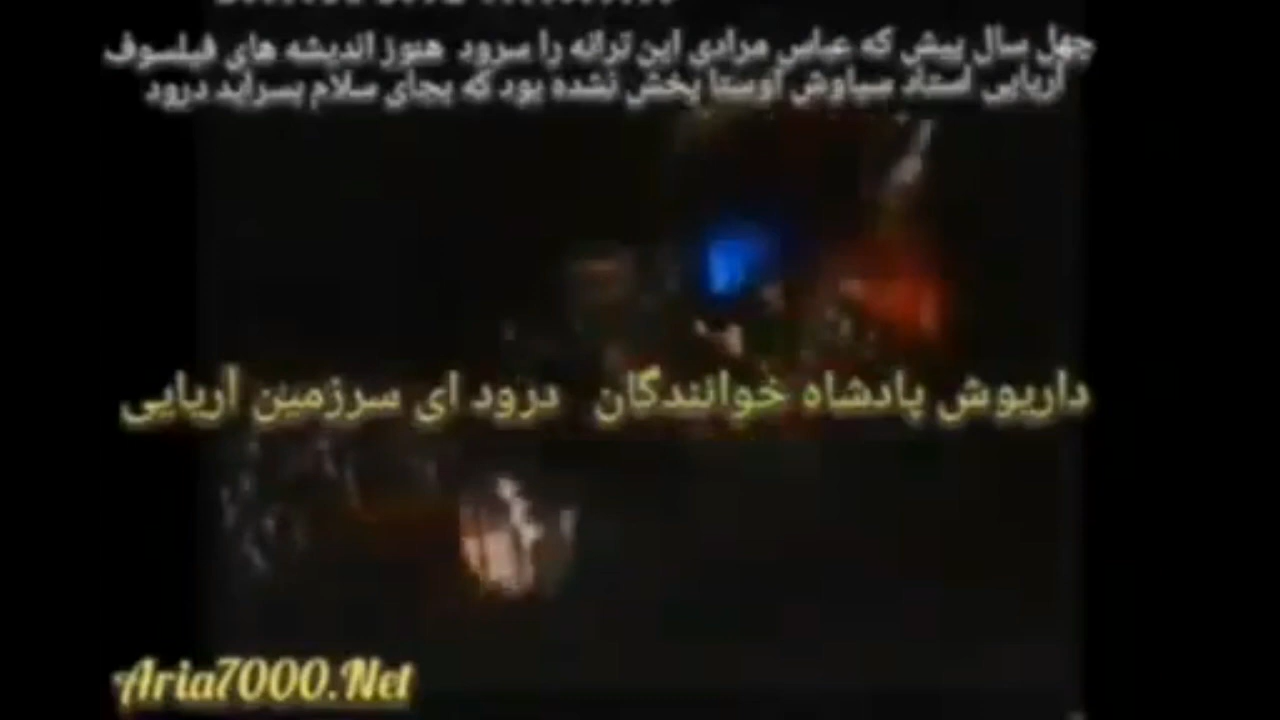 چهل سال پیش که عباس مرادی این ترانه را سرود هنوز اندیشه های فیلسوف
آریایی استاد سیاوش اوستا پخش نشده بود که بجای سلام بسراید درود
داریوش پادشاه خوانندگان درود ای سرزمین آریایی
Aria7000.Net